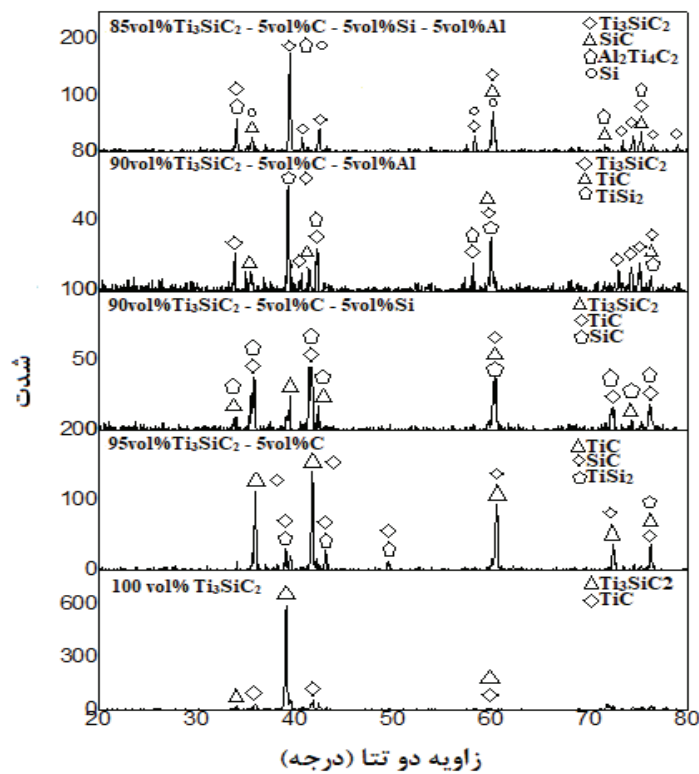 85vol%Ti₃SiC₂ - 5vol%C - 5vol%Si - 5vol%Al
Ti₃SiC₂
SiC
Al₂Ti₄C₂
Si
200
100
80
90vol%Ti₃SiC₂ - 5vol%C - 5vol%Al
Ti₃SiC₂
TiC
TiSi₂
40
100
90vol%Ti₃SiC₂ - 5vol%C - 5vol%Si
Ti₃SiC₂
TiC
SiC
50
200
95vol%Ti₃SiC₂ - 5vol%C
TiC
SiC
TiSi₂
100
0
100 vol% Ti₃SiC₂
Ti₃SiC2
TiC
600
300
0
20 30 40 50 60 70 80
شدت
زاویه دو تتا (درجه)